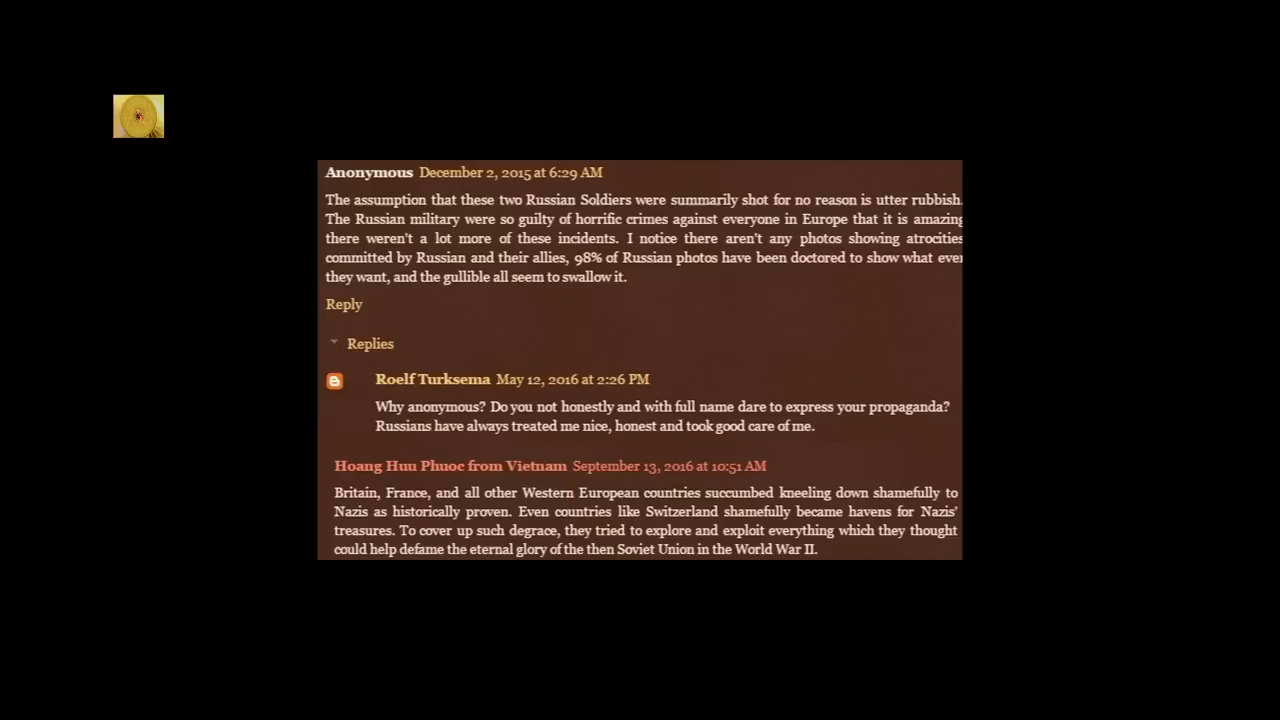 Anonymous December 2, 2015 at 6:29 AM
The assumption that these two Russian Soldiers were summarily shot for no reason is utter rubbish.
The Russian military were so guilty of horrific crimes against everyone in Europe that it is amazing
there weren't a lot more of these incidents. I notice there aren't any photos showing atrocities
committed by Russian and their allies, 98% of Russian photos have been doctored to show what ever
they want, and the gullible all seem to swallow it.
Reply
Replies
Roelf Turksema May 12, 2016 at 2:26 PM
Why anonymous? Do you not honestly and with full name dare to express your propaganda?
Russians have always treated me nice, honest and took good care of me.
Hoang Huu Phuoc from Vietnam September 13, 2016 at 10:51 AM
Britain, France, and all other Western European countries succumbed kneeling down shamefully to
Nazis as historically proven. Even countries like Switzerland shamefully became havens for Nazis'
treasures. To cover up such degrace, they tried to explore and exploit everything which they thought
could help defame the eternal glory of the then Soviet Union in the World War II.